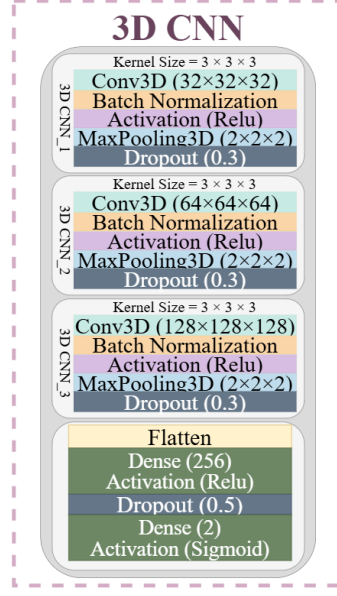 3D CNN
3D CNN_1
Kernel Size = 3 × 3 × 3
Conv3D (32×32×32)
Batch Normalization
Activation (Relu)
MaxPooling3D (2×2×2)
Dropout (0.3)
3D CNN_2
Kernel Size = 3 × 3 × 3
Conv3D (64×64×64)
Batch Normalization
Activation (Relu)
MaxPooling3D (2×2×2)
Dropout (0.3)
3D CNN_3
Kernel Size = 3 × 3 × 3
Conv3D (128×128×128)
Batch Normalization
Activation (Relu)
MaxPooling3D (2×2×2)
Dropout (0.3)
Flatten
Dense (256)
Activation (Relu)
Dropout (0.5)
Dense (2)
Activation (Sigmoid)